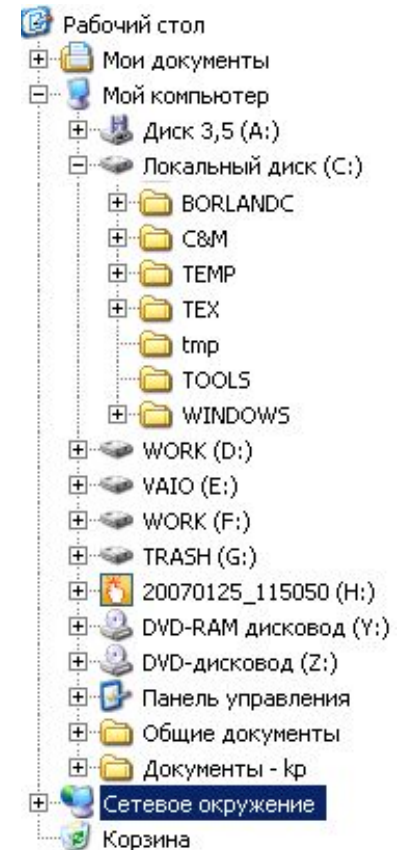 Рабочий стол
Мои документы
Мой компьютер
Диск 3,5 (A:)
Локальный диск (C:)
BORLANDC
C&M
TEMP
TEX
tmp
TOOLS
WINDOWS
WORK (D:)
VAIO (E:)
WORK (F:)
TRASH (G:)
20070125_115050 (H:)
DVD-RAM дисковод (Y:)
DVD-дисковод (Z:)
Панель управления
Общие документы
Документы - kp
Сетевое окружение
Корзина